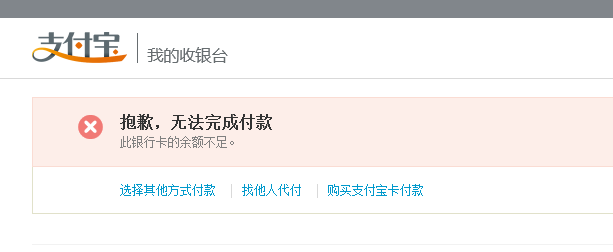 支付宝 我的收银台
抱歉，无法完成付款
此银行卡的余额不足。
选择其他方式付款 找他人代付 购买支付宝卡付款